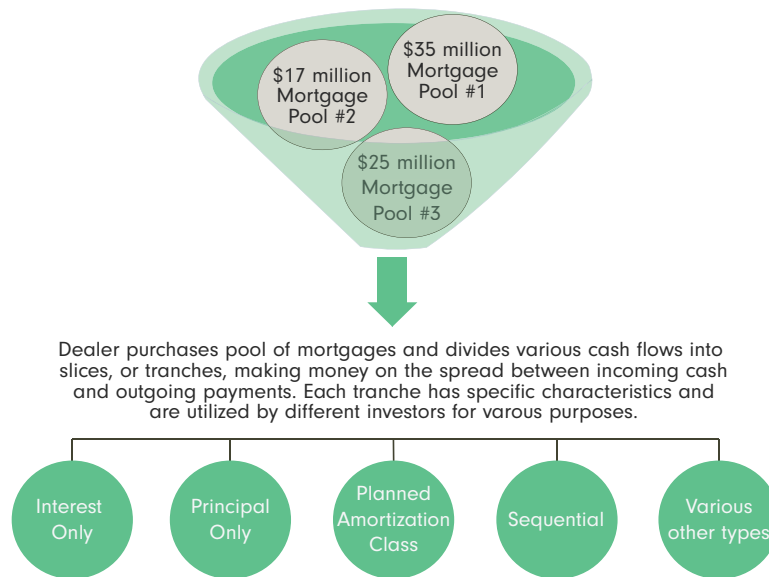 $35 million
Mortgage
Pool #1
$17 million
Mortgage
Pool #2
$25 million
Mortgage
Pool #3
Dealer purchases pool of mortgages and divides various cash flows into
slices, or tranches, making money on the spread between incoming cash
and outgoing payments. Each tranche has specific characteristics and
are utilized by different investors for varous purposes.
Interest
Only
Principal
Only
Planned
Amortization
Class
Sequential
Various
other types